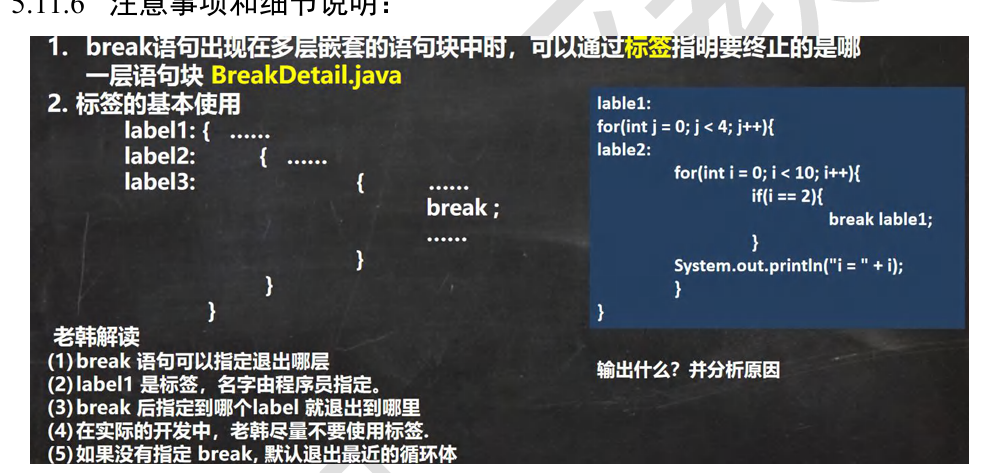 5.11.6 注意事项和细节说明：
1. break语句出现在多层嵌套的语句块中时，可以通过标签指明要终止的是哪
一层语句块 BreakDetail.java
2. 标签的基本使用
label1: { ……
label2: { ……
label3: { ……
break ;
……
}
}
}
老韩解读
(1)break 语句可以指定退出哪层
(2)label1 是标签，名字由程序员指定。
(3)break 后指定到哪个label 就退出到哪里
(4)在实际的开发中，老韩尽量不要使用标签.
(5)如果没有指定 break, 默认退出最近的循环体
lable1:
for(int j = 0; j < 4; j++){
lable2:
for(int i = 0; i < 10; i++){
if(i == 2){
break lable1;
}
System.out.println("i = " + i);
}
}
输出什么？并分析原因